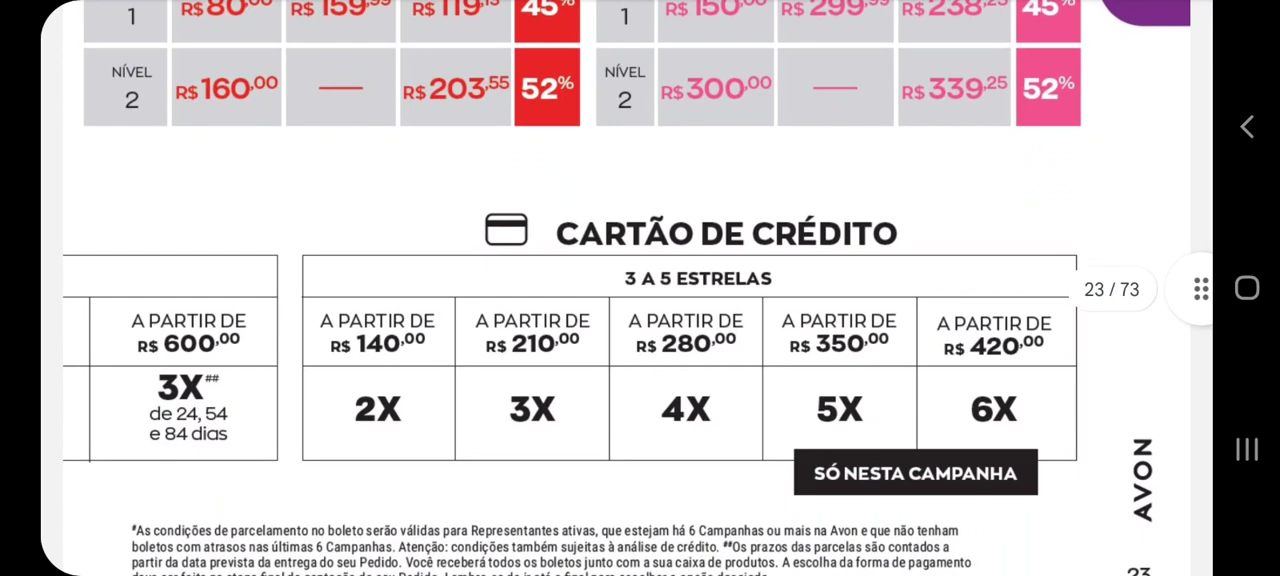 1 R$ 80,00 R$ 159,99 R$ 119,13 45% 1 R$ 150,00 R$ 299,99 R$ 238,25 45%
NÍVEL 2 R$ 160,00 — R$ 203,55 52% NÍVEL 2 R$ 300,00 — R$ 339,25 52%
CARTÃO DE CRÉDITO
3 A 5 ESTRELAS
23 / 73
A PARTIR DE A PARTIR DE A PARTIR DE A PARTIR DE A PARTIR DE A PARTIR DE
R$ 600,00 R$ 140,00 R$ 210,00 R$ 280,00 R$ 350,00 R$ 420,00
3X## 2X 3X 4X 5X 6X
de 24, 54
e 84 dias
SÓ NESTA CAMPANHA
AVON
#As condições de parcelamento no boleto serão válidas para Representantes ativas, que estejam há 6 Campanhas ou mais na Avon e que não tenham
boletos com atrasos nas últimas 6 Campanhas. Atenção: condições também sujeitas à análise de crédito. ##Os prazos das parcelas são contados a
partir da data prevista da entrega do seu Pedido. Você receberá todos os boletos junto com a sua caixa de produtos. A escolha da forma de pagamento
23